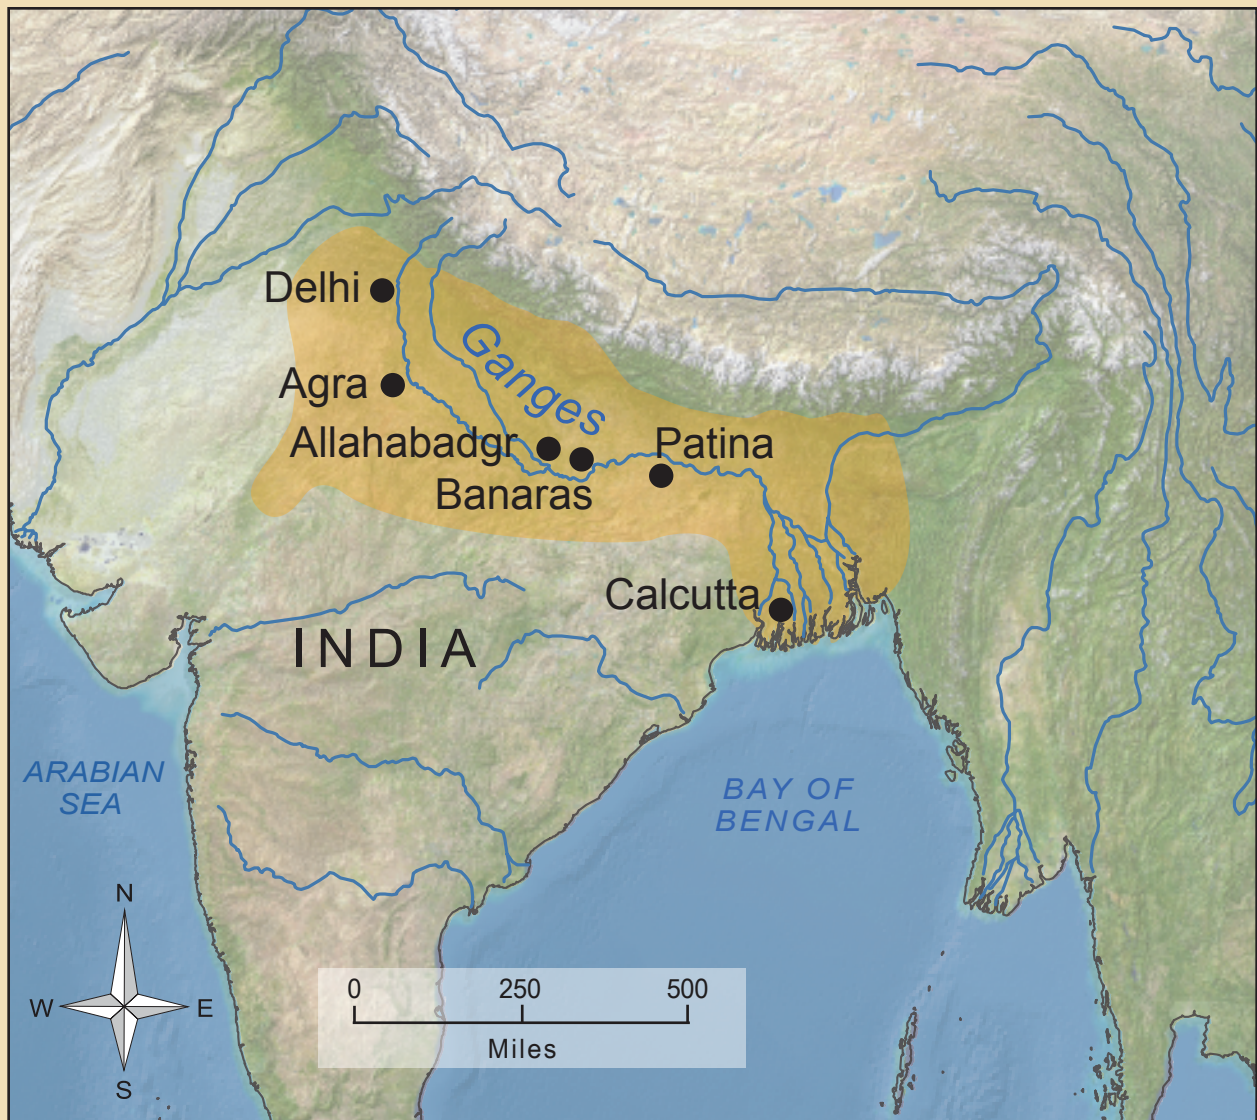 Delhi
Agra
Ganges
Allahabadgr
Patina
Banaras
Calcutta
INDIA
ARABIAN
SEA
BAY OF
BENGAL
N
W E
S
0 250 500
Miles